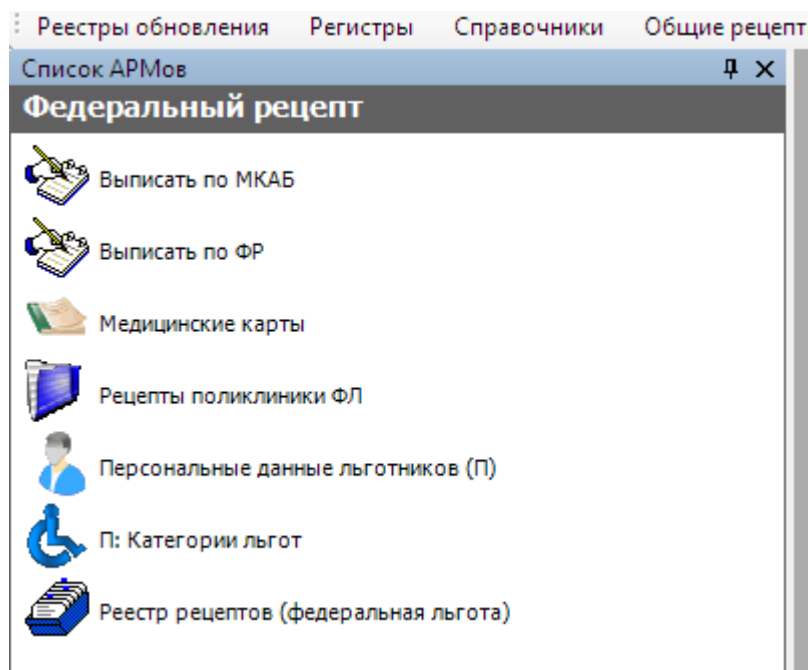 Реестры обновления Регистры Справочники Общие рецепт
Список АРМов
Федеральный рецепт
Выписать по МКАБ
Выписать по ФР
Медицинские карты
Рецепты поликлиники ФЛ
Персональные данные льготников (П)
П: Категории льгот
Реестр рецептов (федеральная льгота)